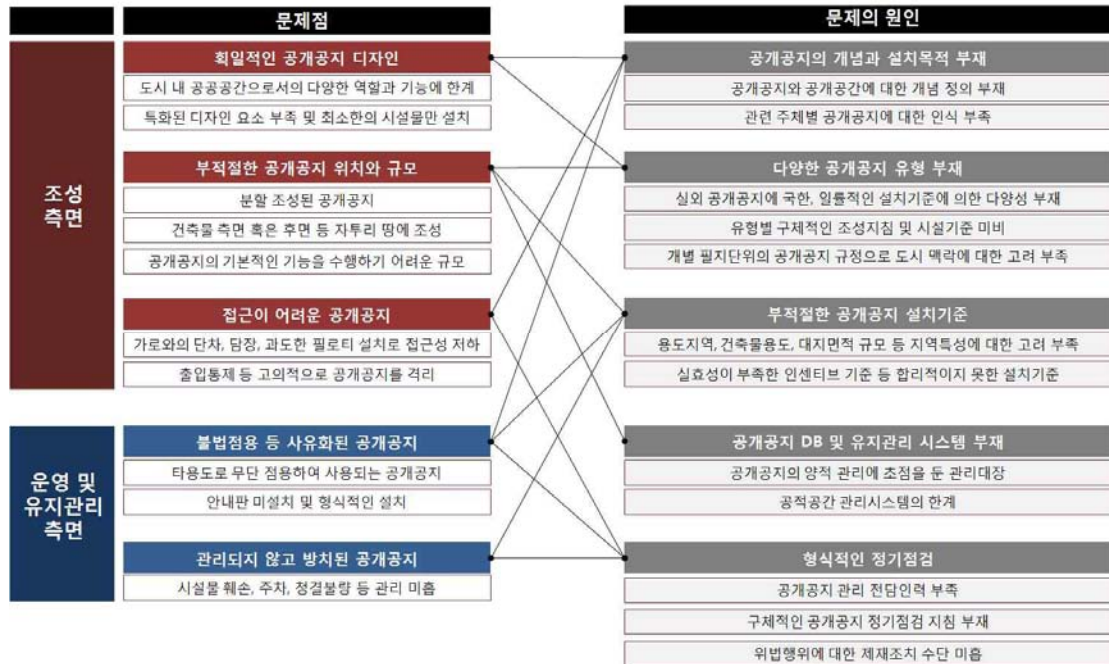 문제점
문제의 원인
조성
측면
획일적인 공개공지 디자인
도시 내 공공공간으로서의 다양한 역할과 기능에 한계
특화된 디자인 요소 부족 및 최소한의 시설물만 설치
부적절한 공개공지 위치와 규모
분할 조성된 공개공지
건축물 측면 혹은 후면 등 자투리 땅에 조성
공개공지의 기본적인 기능을 수행하기 어려운 규모
접근이 어려운 공개공지
가로와의 단차, 담장, 과도한 필로티 설치로 접근성 저하
출입통제 등 고의적으로 공개공지를 격리
운영 및
유지관리
측면
불법점용 등 사유화된 공개공지
타용도로 무단 점용하여 사용되는 공개공지
안내판 미설치 및 형식적인 설치
관리되지 않고 방치된 공개공지
시설물 훼손, 주차, 청결불량 등 관리 미흡
공개공지의 개념과 설치목적 부재
공개공지와 공개공간에 대한 개념 정의 부재
관련 주체별 공개공지에 대한 인식 부족
다양한 공개공지 유형 부재
실외 공개공지에 국한, 일률적인 설치기준에 의한 다양성 부재
유형별 구체적인 조성지침 및 시설기준 미비
개별 필지단위의 공개공지 규정으로 도시 맥락에 대한 고려 부족
부적절한 공개공지 설치기준
용도지역, 건축물용도, 대지면적 규모 등 지역특성에 대한 고려 부족
실효성이 부족한 인센티브 기준 등 합리적이지 못한 설치기준
공개공지 DB 및 유지관리 시스템 부재
공개공지의 양적 관리에 초점을 둔 관리대장
공적공간 관리시스템의 한계
형식적인 정기점검
공개공지 관리 전담인력 부족
구체적인 공개공지 정기점검 지침 부재
위법행위에 대한 제재조치 수단 미흡